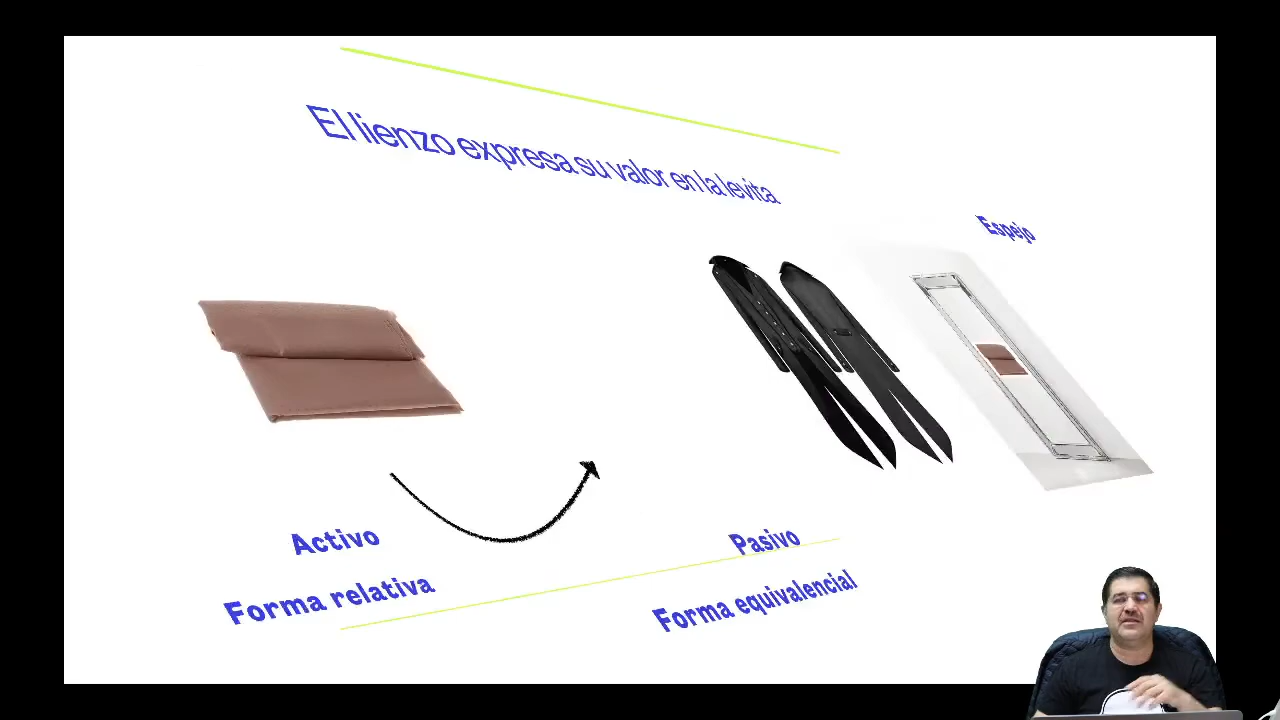 El lienzo expresa su valor en la levita
Espejo
Activo
Pasivo
Forma relativa
Forma equivalencial